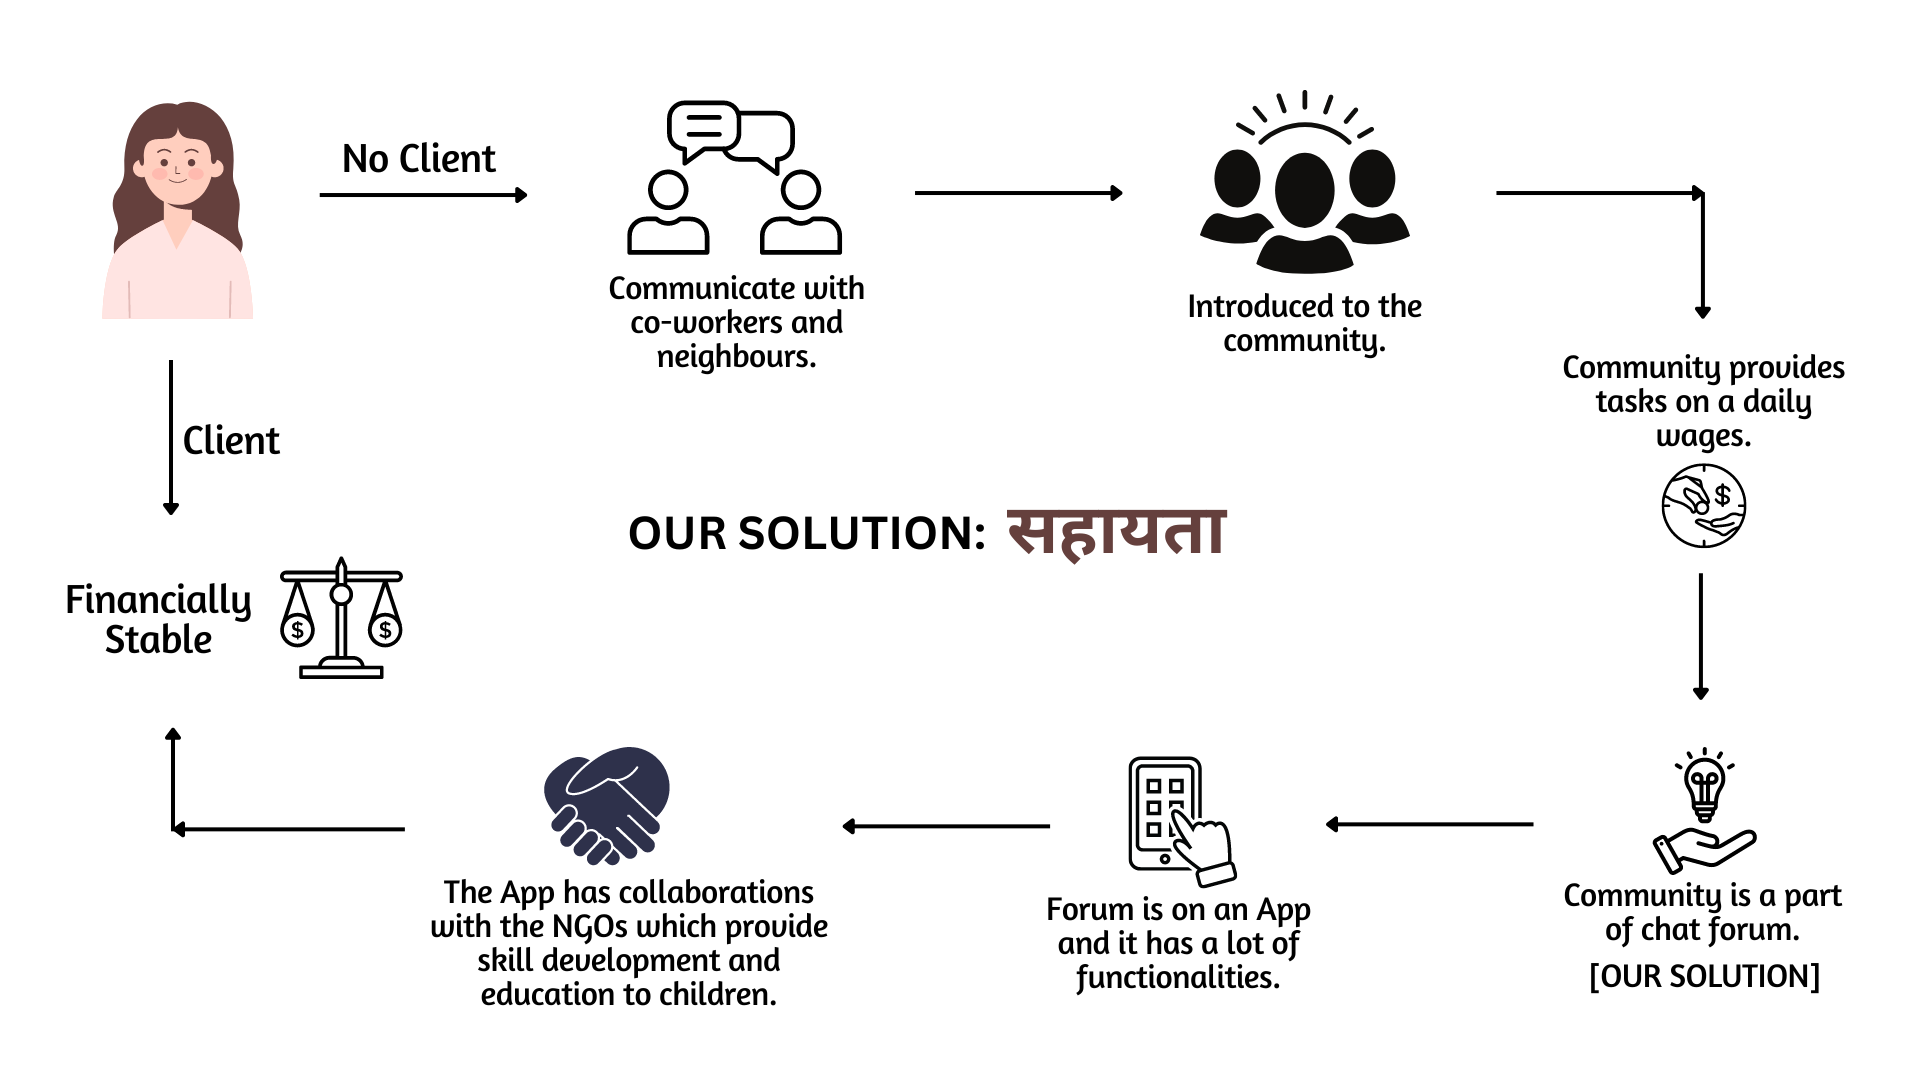 No Client
Communicate with
co-workers and
neighbours.
Introduced to the
community.
Community provides
tasks on a daily
wages.
$
Client
OUR SOLUTION: सहायता
Financially
Stable
$ $
Community is a part
of chat forum.
[OUR SOLUTION]
Forum is on an App
and it has a lot of
functionalities.
The App has collaborations
with the NGOs which provide
skill development and
education to children.